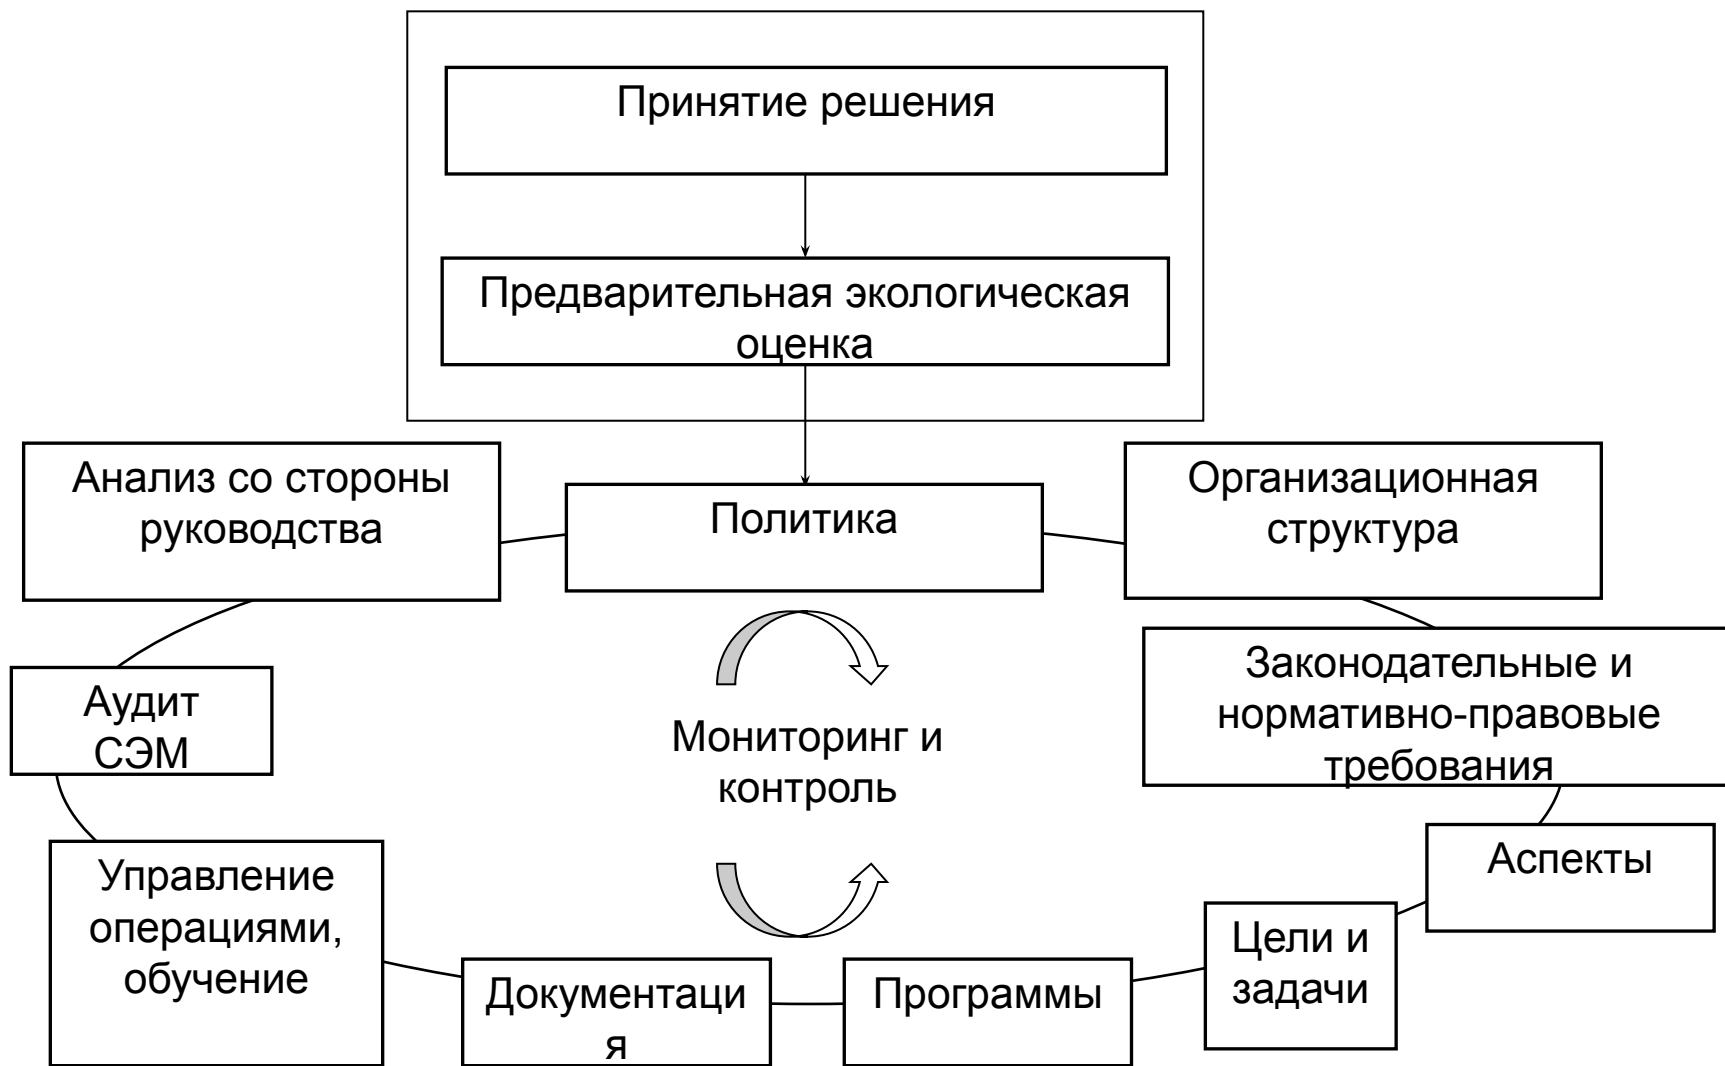 Принятие решения
Предварительная экологическая
оценка
Анализ со стороны
руководства
Политика
Организационная
структура
Аудит
СЭМ
Мониторинг и
контроль
Законодательные и
нормативно-правовые
требования
Управление
операциями,
обучение
Документаци
я
Программы
Цели и
задачи
Аспекты